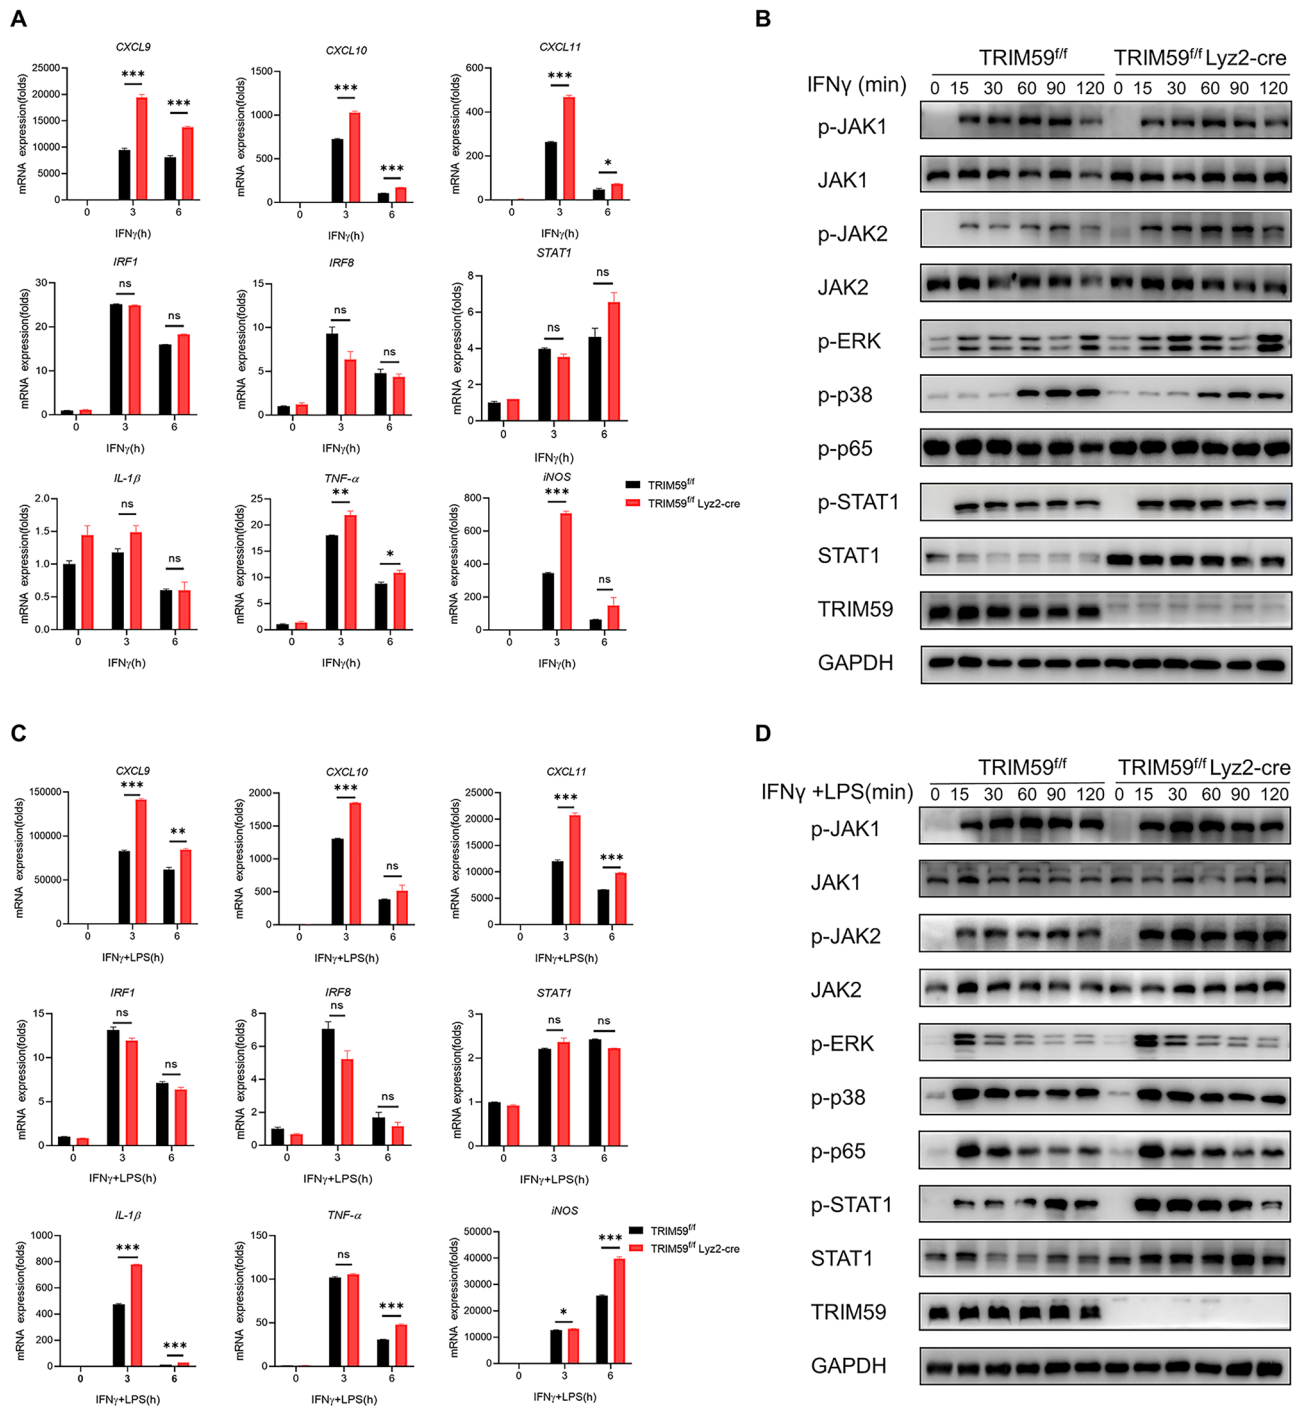 A
CXCL9
mRNA expression(folds)
25000
20000
15000
10000
5000
0
***
***
0 3 6
IFNγ(h)
CXCL10
mRNA expression(folds)
1500
1000
500
0
***
***
0 3 6
IFNγ(h)
CXCL11
mRNA expression(folds)
600
400
200
0
***
*
0 3 6
IFNγ(h)
IRF1
mRNA expression(folds)
30
20
10
0
ns
ns
0 3 6
IFNγ(h)
IRF8
mRNA expression(folds)
15
10
5
0
ns
ns
0 3 6
IFNγ(h)
STAT1
mRNA expression(folds)
8
6
4
2
0
ns
ns
0 3 6
IFNγ(h)
IL-1β
mRNA expression(folds)
2.0
1.5
1.0
0.5
0.0
ns
ns
0 3 6
IFNγ(h)
TNF-α
mRNA expression(folds)
25
20
15
10
5
0
**
*
0 3 6
IFNγ(h)
iNOS
mRNA expression(folds)
800
600
400
200
0
***
ns
0 3 6
IFNγ(h)
TRIM59f/f
TRIM59f/f Lyz2-cre
B
TRIM59f/f TRIM59f/f Lyz2-cre
IFNγ (min) 0 15 30 60 90 120 0 15 30 60 90 120
p-JAK1
JAK1
p-JAK2
JAK2
p-ERK
p-p38
p-p65
p-STAT1
STAT1
TRIM59
GAPDH
C
CXCL9
mRNA expression(folds)
150000
100000
50000
0
***
**
0 3 6
IFNγ+LPS(h)
CXCL10
mRNA expression(folds)
2000
1500
1000
500
0
***
ns
0 3 6
IFNγ+LPS(h)
CXCL11
mRNA expression(folds)
25000
20000
15000
10000
5000
0
***
***
0 3 6
IFNγ+LPS(h)
IRF1
mRNA expression(folds)
15
10
5
0
ns
ns
0 3 6
IFNγ+LPS(h)
IRF8
mRNA expression(folds)
8
6
4
2
0
ns
ns
0 3 6
IFNγ+LPS(h)
STAT1
mRNA expression(folds)
3
2
1
0
ns
ns
0 3 6
IFNγ+LPS(h)
IL-1β
mRNA expression(folds)
1000
800
600
400
200
0
***
***
0 3 6
IFNγ+LPS(h)
TNF-α
mRNA expression(folds)
150
100
50
0
ns
***
0 3 6
IFNγ+LPS(h)
iNOS
mRNA expression(folds)
50000
40000
30000
20000
10000
0
*
***
0 3 6
IFNγ+LPS(h)
TRIM59f/f
TRIM59f/f Lyz2-cre
D
TRIM59f/f TRIM59f/f Lyz2-cre
IFNγ +LPS(min) 0 15 30 60 90 120 0 15 30 60 90 120
p-JAK1
JAK1
p-JAK2
JAK2
p-ERK
p-p38
p-p65
p-STAT1
STAT1
TRIM59
GAPDH